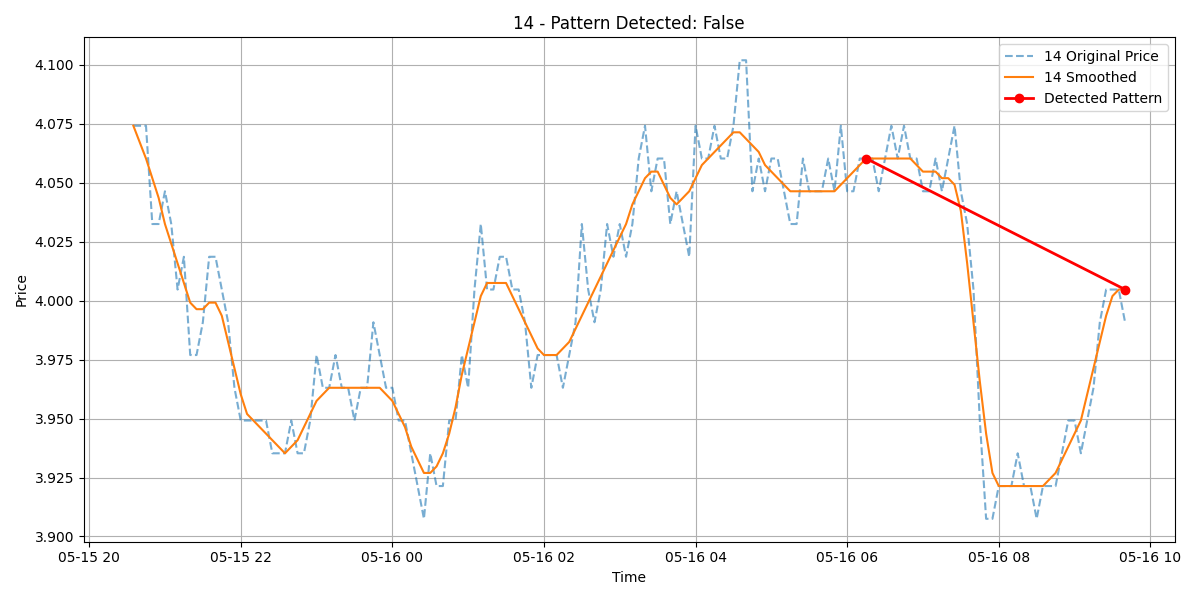 14 - Pattern Detected: False
14 Original Price
14 Smoothed
Detected Pattern
Price
4.100
4.075
4.050
4.025
4.000
3.975
3.950
3.925
3.900
05-15 20
05-15 22
05-16 00
05-16 02
05-16 04
05-16 06
05-16 08
05-16 10
Time